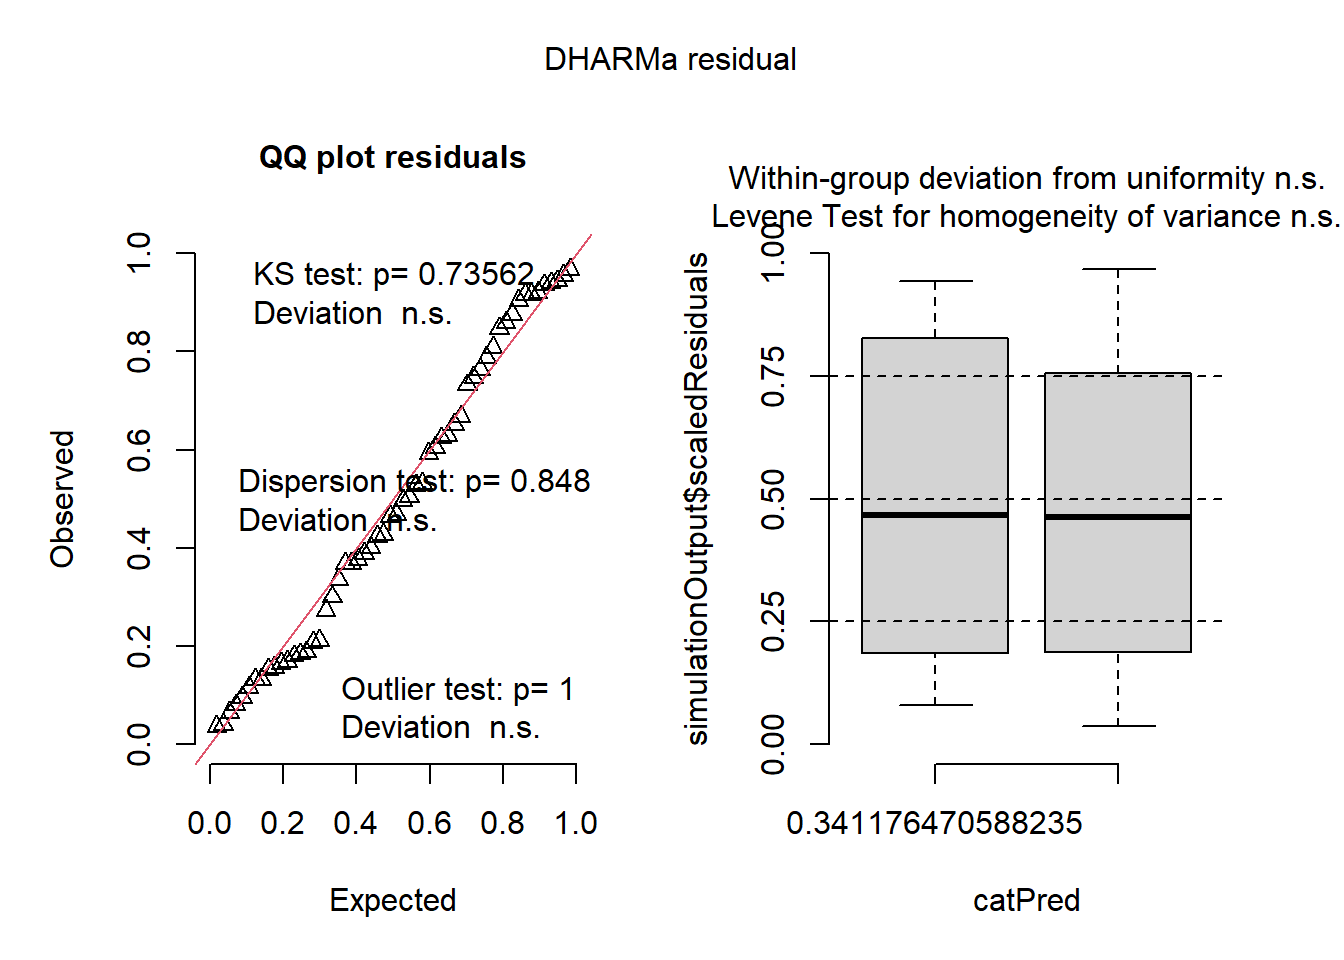 DHARMa residual
QQ plot residuals
KS test: p= 0.73562
Deviation  n.s.
Dispersion test: p= 0.848
Deviation  n.s.
Outlier test: p= 1
Deviation  n.s.
Observed
0.0 0.2 0.4 0.6 0.8 1.0
0.0 0.2 0.4 0.6 0.8 1.0
Expected
Within-group deviation from uniformity n.s.
Levene Test for homogeneity of variance n.s.
simulationOutput$scaledResiduals
0.00 0.25 0.50 0.75 1.00
0.341176470588235
catPred